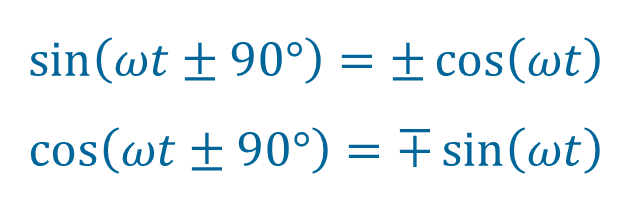 sin(ωt ± 90°) = ± cos(ωt)
cos(ωt ± 90°) = ∓ sin(ωt)